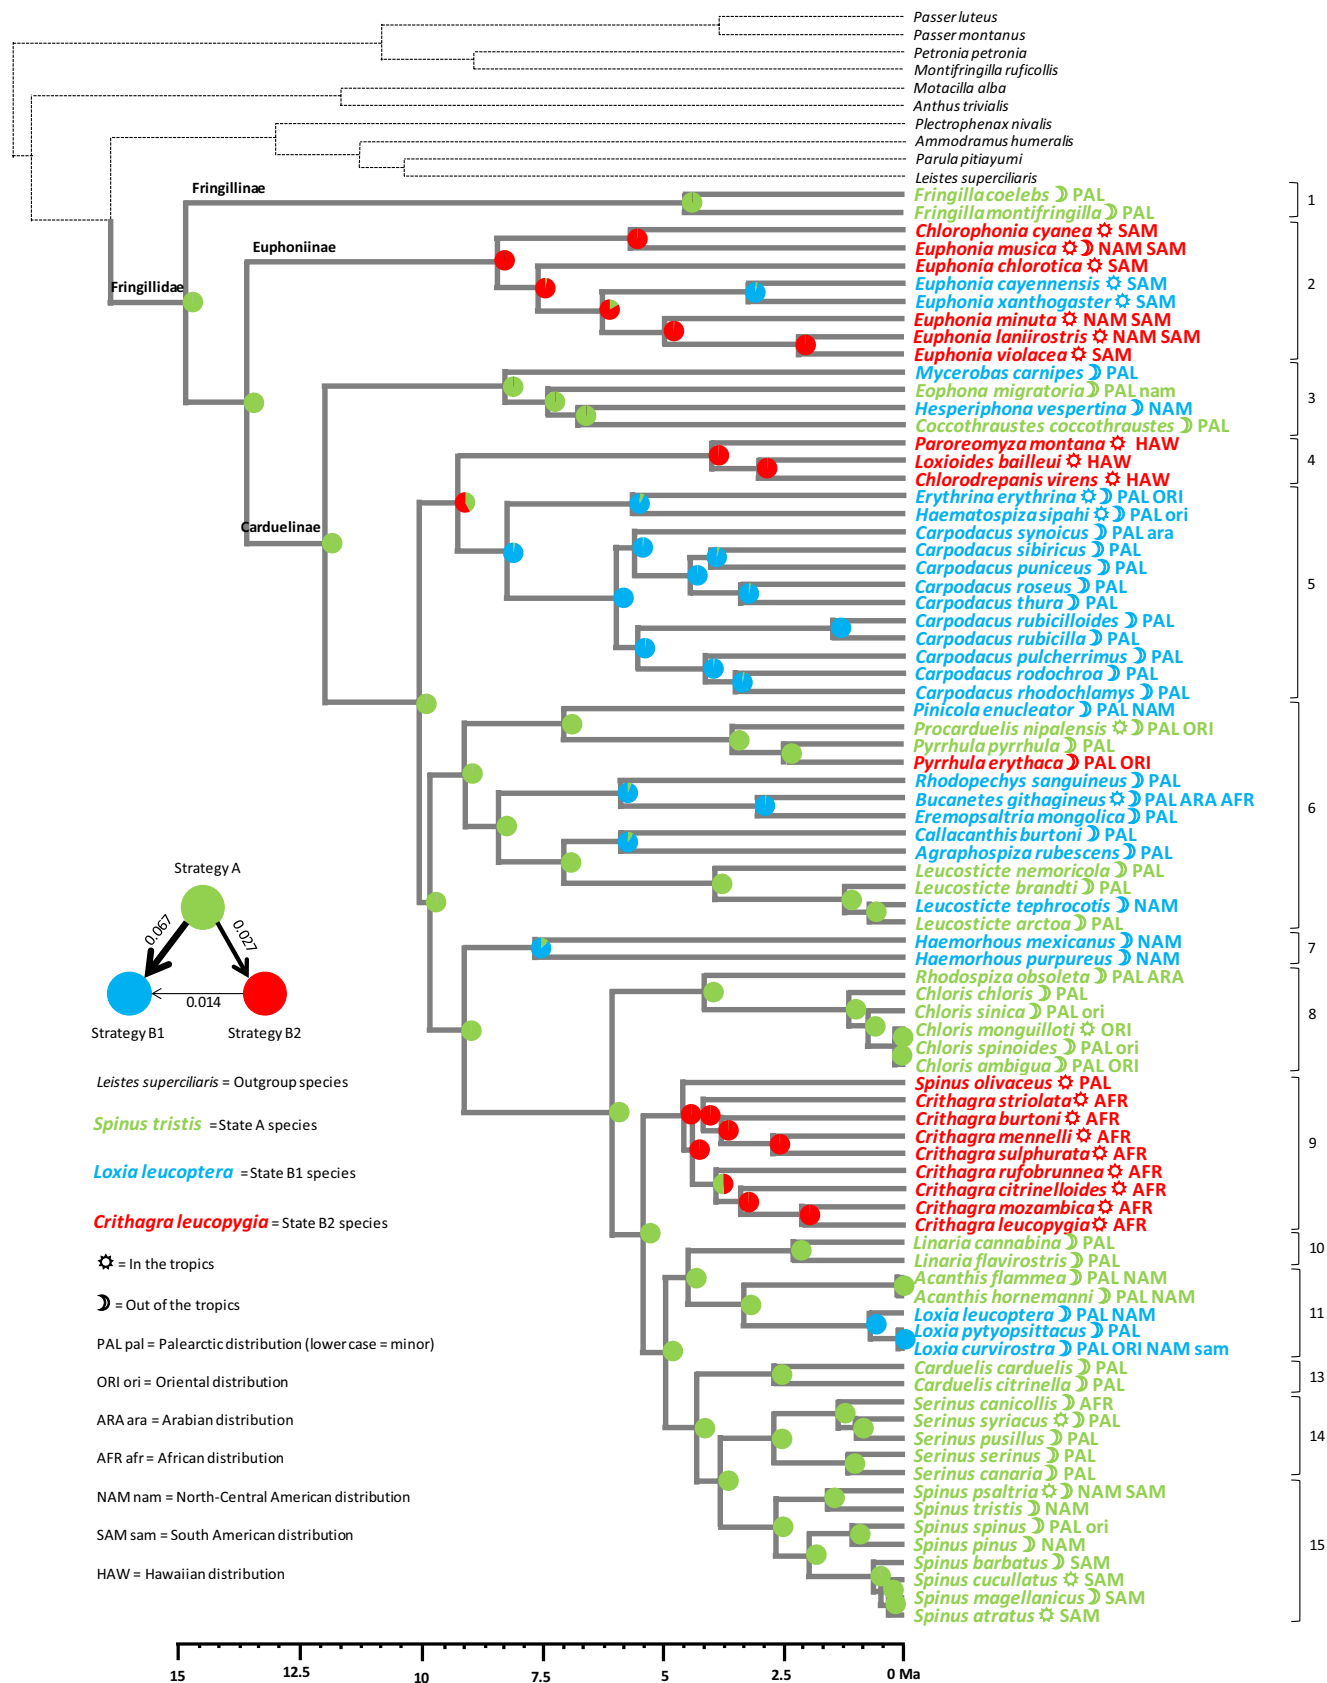 Passer luteus
Passer montanus
Petronia petronia
Montifringilla ruficollis
Motacilla alba
Anthus trivialis
Plectrophenax nivalis
Ammodramus humeralis
Parula pitiayumi
Leistes superciliaris
Fringillinae
Fringilla coelebs PAL
Fringilla montifringilla PAL
1
Euphoniinae
Fringillidae
Chlorophonia cyanea SAM
Euphonia musica NAM SAM
Euphonia chlorotica SAM
Euphonia cayennensis SAM
Euphonia xanthogaster SAM
Euphonia minuta NAM SAM
Euphonia laniirostris NAM SAM
Euphonia violacea SAM
2
Mycerobas carnipes PAL
Eophona migratoria PAL nam
Hesperiphona vespertina NAM
Coccothraustes coccothraustes PAL
3
Carduelinae
Paroreomyza montana HAW
Loxioides bailleui HAW
Chlorodrepanis virens HAW
4
Erythrina erythrina PAL ORI
Haematospiza sipahi PAL ori
Carpodacus synoicus PAL ara
Carpodacus sibiricus PAL
Carpodacus puniceus PAL
Carpodacus roseus PAL
Carpodacus thura PAL
Carpodacus rubicilloides PAL
Carpodacus rubicilla PAL
Carpodacus pulcherrimus PAL
Carpodacus rodochroa PAL
Carpodacus rhodochlamys PAL
5
Pinicola enucleator PAL NAM
Procarduelis nipalensis PAL ORI
Pyrrhula pyrrhula PAL
Pyrrhula erythaca PAL ORI
Rhodopechys sanguineus PAL
Bucanetes githagineus PAL ARA AFR
Eremopsaltria mongolica PAL
Callacanthis burtoni PAL
Agraphospiza rubescens PAL
Leucosticte nemoricola PAL
Leucosticte brandti PAL
Leucosticte tephrocotis NAM
Leucosticte arctoa PAL
6
Haemorhous mexicanus NAM
Haemorhous purpureus NAM
7
Rhodospiza obsoleta PAL ARA
Chloris chloris PAL
Chloris sinica PAL ori
Chloris monguilloti ORI
Chloris spinoides PAL ori
Chloris ambigua PAL ORI
8
Spinus olivaceus PAL
Crithagra striolata AFR
Crithagra burtoni AFR
Crithagra mennelli AFR
Crithagra sulphurata AFR
Crithagra rufobrunnea AFR
Crithagra citrinelloides AFR
Crithagra mozambica AFR
Crithagra leucopygia AFR
9
Linaria cannabina PAL
Linaria flavirostris PAL
10
Acanthis flammea PAL NAM
Acanthis hornemanni PAL NAM
Loxia leucoptera PAL NAM
Loxia pytyopsittacus PAL
Loxia curvirostra PAL ORI NAM sam
11
Carduelis carduelis PAL
Carduelis citrinella PAL
13
Serinus canicollis AFR
Serinus syriacus PAL
Serinus pusillus PAL
Serinus serinus PAL
Serinus canaria PAL
14
Spinus psaltria NAM SAM
Spinus tristis NAM
Spinus spinus PAL ori
Spinus pinus NAM
Spinus barbatus SAM
Spinus cucullatus SAM
Spinus magellanicus SAM
Spinus atratus SAM
15
Strategy A
0.067
0.027
0.014
Strategy B1
Strategy B2
Leistes superciliaris = Outgroup species
Spinus tristis = State A species
Loxia leucoptera = State B1 species
Crithagra leucopygia = State B2 species
= In the tropics
= Out of the tropics
PAL pal = Palearctic distribution (lower case = minor)
ORI ori = Oriental distribution
ARA ara = Arabian distribution
AFR afr = African distribution
NAM nam = North-Central American distribution
SAM sam = South American distribution
HAW = Hawaiian distribution
15
12.5
10
7.5
5
2.5
0 Ma